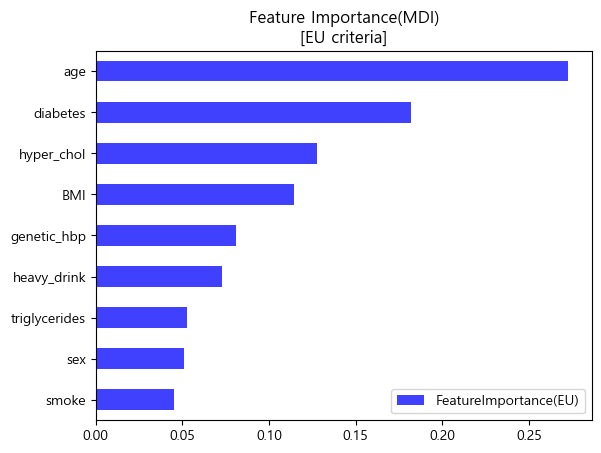 Feature Importance(MDI)
[EU criteria]
age
diabetes
hyper_chol
BMI
genetic_hbp
heavy_drink
triglycerides
sex
smoke
FeatureImportance(EU)
0.00 0.05 0.10 0.15 0.20 0.25